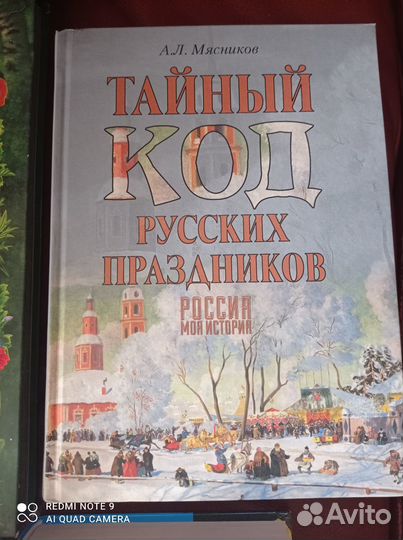 А.Л. Мясников
ТАЙНЫЙ
КОД
РУССКИХ
ПРАЗДНИКОВ
РОССИЯ
МОЯ ИСТОРИЯ
REDMI NOTE 9
AI QUAD CAMERA
Avito